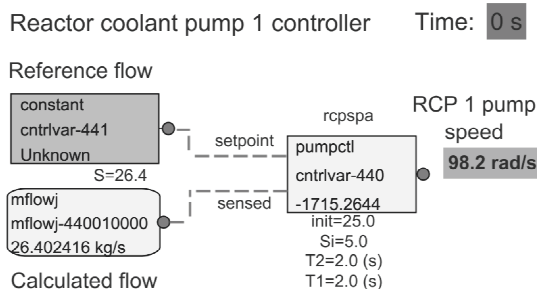 Reactor coolant pump 1 controller
Time: 0 s
Reference flow
constant
cntrlvar-441
Unknown
S=26.4
setpoint
mflowj
mflowj-440010000
26.402416 kg/s
sensed
Calculated flow
rcpspa
pumpctl
cntrlvar-440
-1715.2644
init=25.0
Si=5.0
T2=2.0 (s)
T1=2.0 (s)
RCP 1 pump
speed
98.2 rad/s